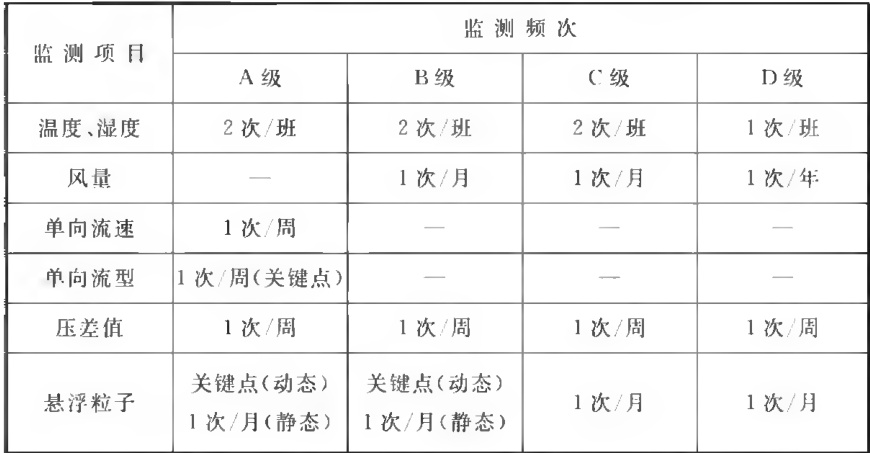 监测项目
监测频次
A级 B级 C级 D级
温度、湿度 2次/班 2次/班 2次/班 1次/班
风量 — 1次/月 1次/月 1次/年
单向流速 1次/周 — — —
单向流型 1次/周(关键点) — — —
压差值 1次/周 1次/周 1次/周 1次/周
悬浮粒子 关键点(动态) 1次/月(静态) 关键点(动态) 1次/月(静态) 1次/月 1次/月